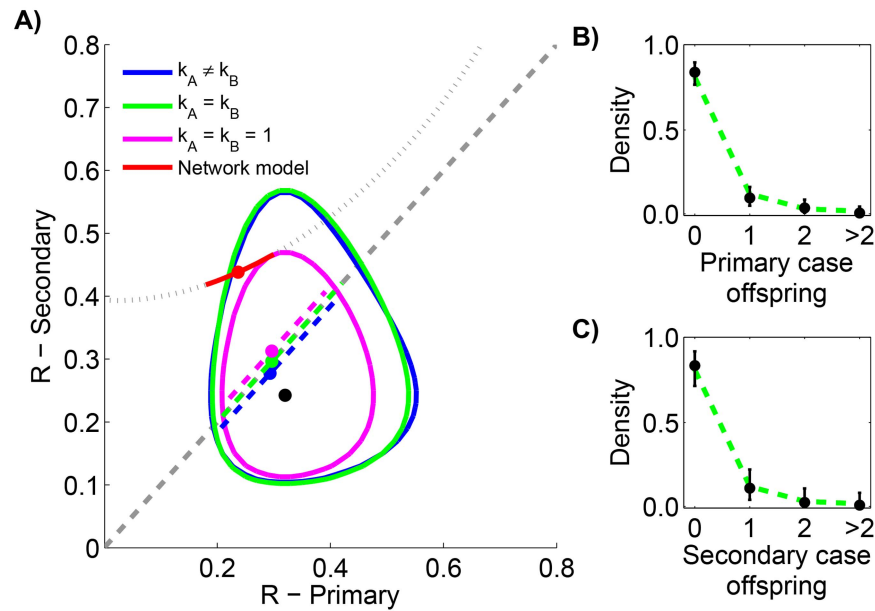 A)
0.8
0.7
0.6
0.5
0.4
0.3
0.2
0.1
0
R − Secondary
k_A ≠ k_B
k_A = k_B
k_A = k_B = 1
Network model
0.2 0.4 0.6 0.8
R − Primary
B)
1.0
0.5
0.0
Density
0 1 2 >2
Primary case
offspring
C)
1.0
0.5
0.0
Density
0 1 2 >2
Secondary case
offspring